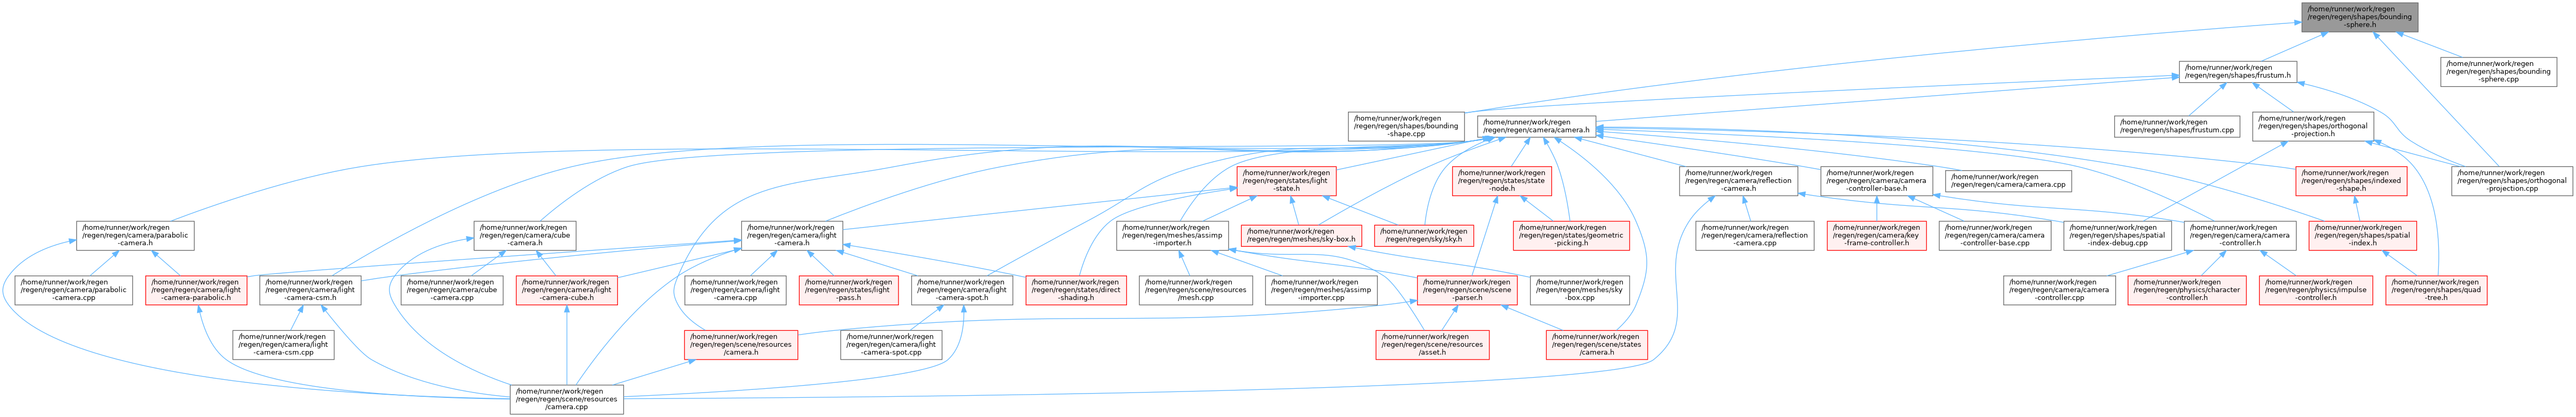 /home/runner/work/regen
/regen/regen/shapes/bounding
-sphere.h
/home/runner/work/regen
/regen/regen/shapes/frustum.h
/home/runner/work/regen
/regen/regen/shapes/bounding
-sphere.cpp
/home/runner/work/regen
/regen/regen/shapes/bounding
-shape.cpp
/home/runner/work/regen
/regen/regen/camera/camera.h
/home/runner/work/regen
/regen/regen/shapes/frustum.cpp
/home/runner/work/regen
/regen/regen/shapes/orthogonal
-projection.h
/home/runner/work/regen
/regen/regen/states/light
-state.h
/home/runner/work/regen
/regen/regen/states/state
-node.h
/home/runner/work/regen
/regen/regen/camera/reflection
-camera.h
/home/runner/work/regen
/regen/regen/camera/camera
-controller-base.h
/home/runner/work/regen
/regen/regen/camera/camera.cpp
/home/runner/work/regen
/regen/regen/shapes/indexed
-shape.h
/home/runner/work/regen
/regen/regen/shapes/orthogonal
-projection.cpp
/home/runner/work/regen
/regen/regen/camera/parabolic
-camera.h
/home/runner/work/regen
/regen/regen/camera/cube
-camera.h
/home/runner/work/regen
/regen/regen/camera/light
-camera.h
/home/runner/work/regen
/regen/regen/meshes/assimp
-importer.h
/home/runner/work/regen
/regen/regen/meshes/sky-box.h
/home/runner/work/regen
/regen/regen/sky/sky.h
/home/runner/work/regen
/regen/regen/states/geometric
-picking.h
/home/runner/work/regen
/regen/regen/camera/reflection
-camera.cpp
/home/runner/work/regen
/regen/regen/camera/key
-frame-controller.h
/home/runner/work/regen
/regen/regen/camera/camera
-controller-base.cpp
/home/runner/work/regen
/regen/regen/shapes/spatial
-index-debug.cpp
/home/runner/work/regen
/regen/regen/camera/camera
-controller.h
/home/runner/work/regen
/regen/regen/shapes/spatial
-index.h
/home/runner/work/regen
/regen/regen/camera/parabolic
-camera.cpp
/home/runner/work/regen
/regen/regen/camera/light
-camera-parabolic.h
/home/runner/work/regen
/regen/regen/camera/light
-camera-csm.h
/home/runner/work/regen
/regen/regen/camera/cube
-camera.cpp
/home/runner/work/regen
/regen/regen/camera/light
-camera-cube.h
/home/runner/work/regen
/regen/regen/camera/light
-camera.cpp
/home/runner/work/regen
/regen/regen/states/light
-pass.h
/home/runner/work/regen
/regen/regen/camera/light
-camera-spot.h
/home/runner/work/regen
/regen/regen/states/direct
-shading.h
/home/runner/work/regen
/regen/regen/scene/resources
/mesh.cpp
/home/runner/work/regen
/regen/regen/meshes/assimp
-importer.cpp
/home/runner/work/regen
/regen/regen/scene/scene
-parser.h
/home/runner/work/regen
/regen/regen/meshes/sky
-box.cpp
/home/runner/work/regen
/regen/regen/camera/camera
-controller.cpp
/home/runner/work/regen
/regen/regen/physics/character
-controller.h
/home/runner/work/regen
/regen/regen/physics/impulse
-controller.h
/home/runner/work/regen
/regen/regen/shapes/quad
-tree.h
/home/runner/work/regen
/regen/regen/camera/light
-camera-csm.cpp
/home/runner/work/regen
/regen/regen/scene/resources
/camera.h
/home/runner/work/regen
/regen/regen/camera/light
-camera-spot.cpp
/home/runner/work/regen
/regen/regen/scene/resources
/asset.h
/home/runner/work/regen
/regen/regen/scene/states
/camera.h
/home/runner/work/regen
/regen/regen/scene/resources
/camera.cpp